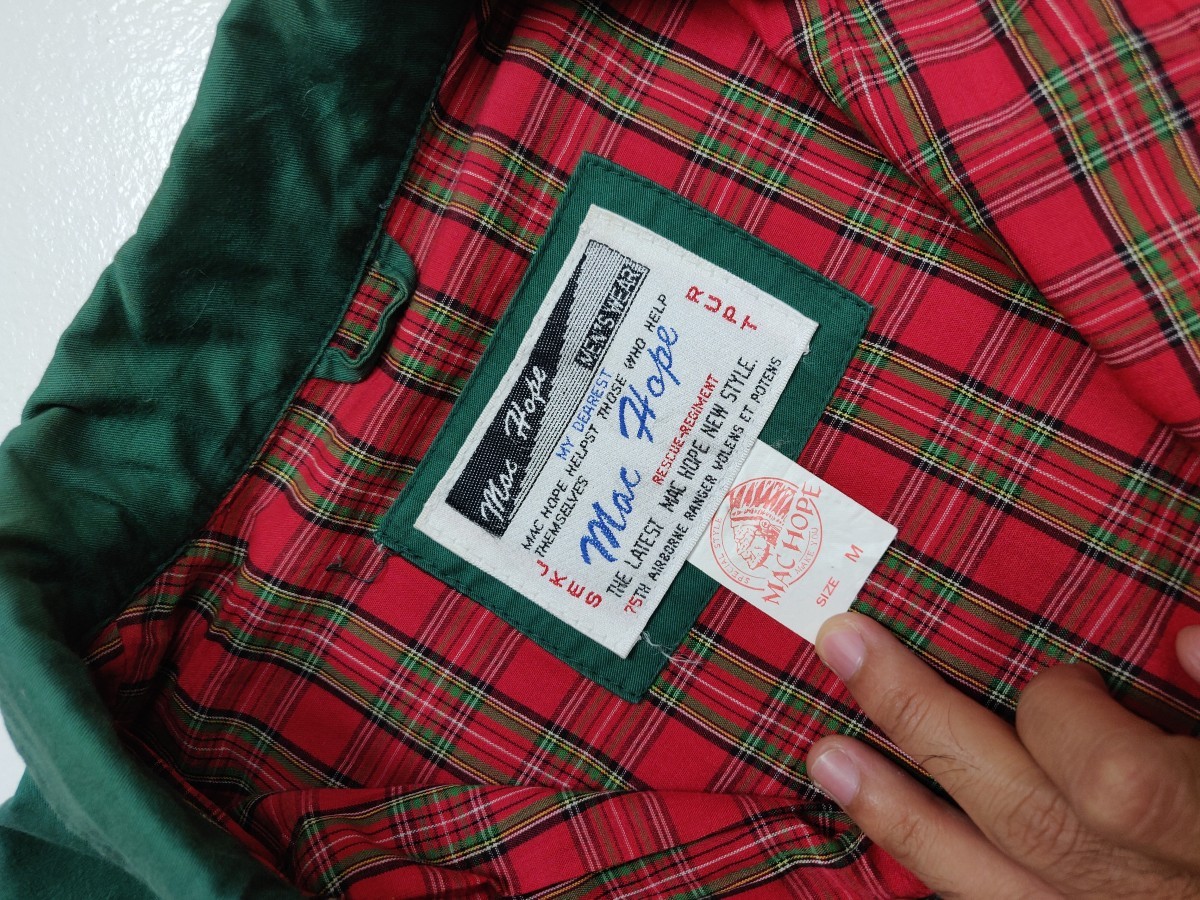 Mac Hope
MENSWEAR
MY DEAREST
MAC HOPE HELPST THOSE WHO HELP
THEMSELVES
RUPT
Mac Hope
JKES
RESCUE-REGIMENT
THE LATEST MAC HOPE NEW STYLE.
75TH AIRBORNE RANGER VOLENS ET POTENS
MAC HOPE
SIZE M